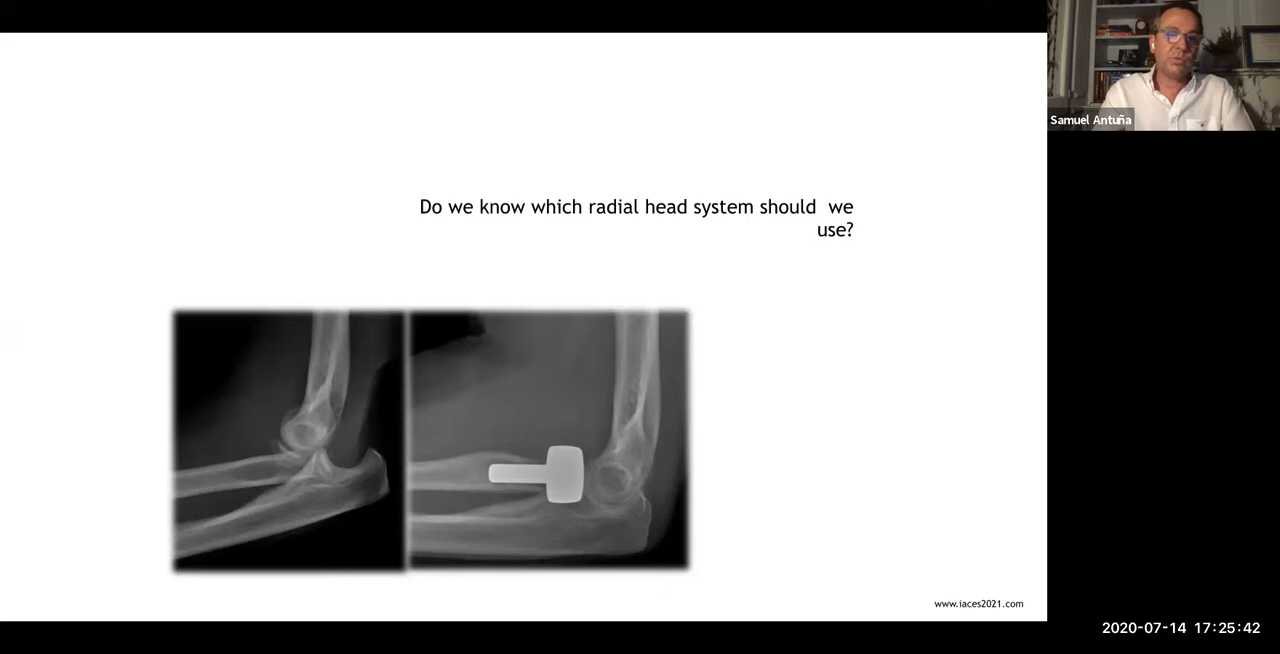 Do we know which radial head system should  we
use?
Samuel Antuña
www.iaces2021.com
2020-07-14 17:25:42